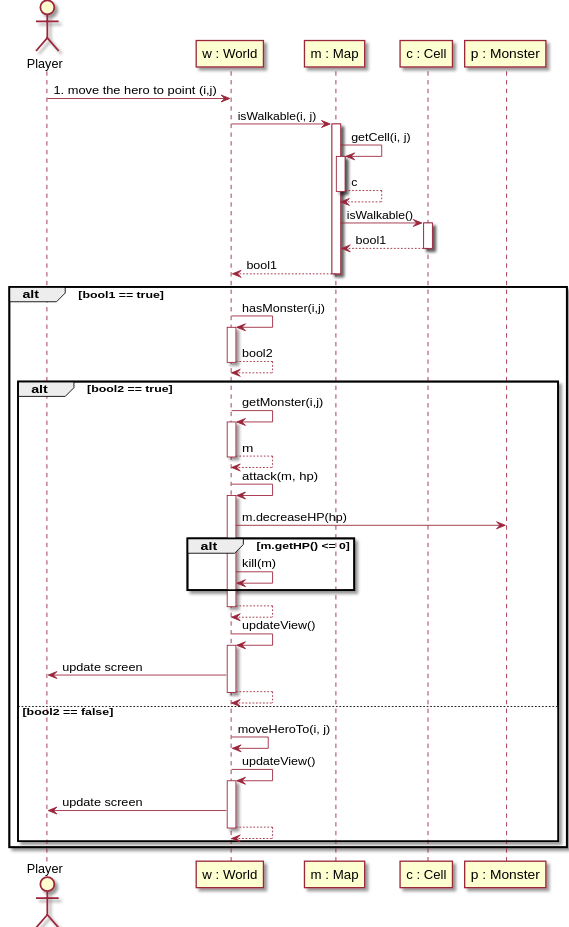 Player
w : World
m : Map
c : Cell
p : Monster
1. move the hero to point (i,j)
isWalkable(i, j)
getCell(i, j)
c
isWalkable()
bool1
bool1
alt [bool1 == true]
hasMonster(i,j)
bool2
alt [bool2 == true]
getMonster(i,j)
m
attack(m, hp)
m.decreaseHP(hp)
alt [m.getHP() <= 0]
kill(m)
updateView()
update screen
[bool2 == false]
moveHeroTo(i, j)
updateView()
update screen
Player
w : World
m : Map
c : Cell
p : Monster